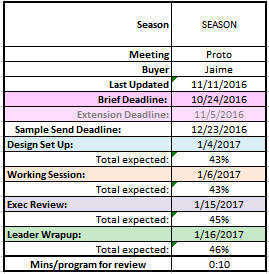 Season SEASON
Meeting Proto
Buyer Jaime
Last Updated 11/11/2016
Brief Deadline: 10/24/2016
Extension Deadline: 11/5/2016
Sample Send Deadline: 12/23/2016
Design Set Up: 1/4/2017
Total expected: 43%
Working Session: 1/6/2017
Total expected: 43%
Exec Review: 1/15/2017
Total expected: 45%
Leader Wrapup: 1/16/2017
Total expected: 46%
Mins/program for review 0:10